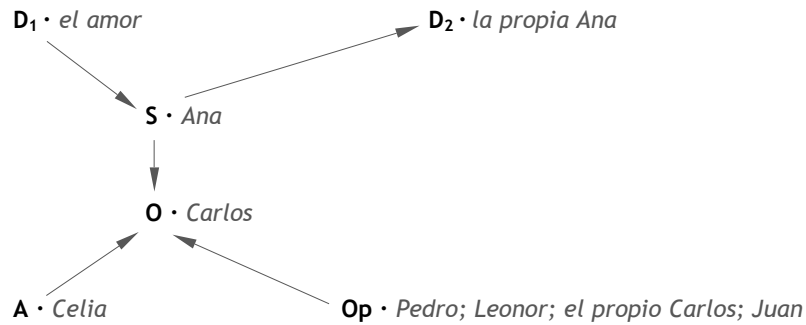 D₁ · el amor
D₂ · la propia Ana
S · Ana
O · Carlos
A · Celia
Op · Pedro; Leonor; el propio Carlos; Juan